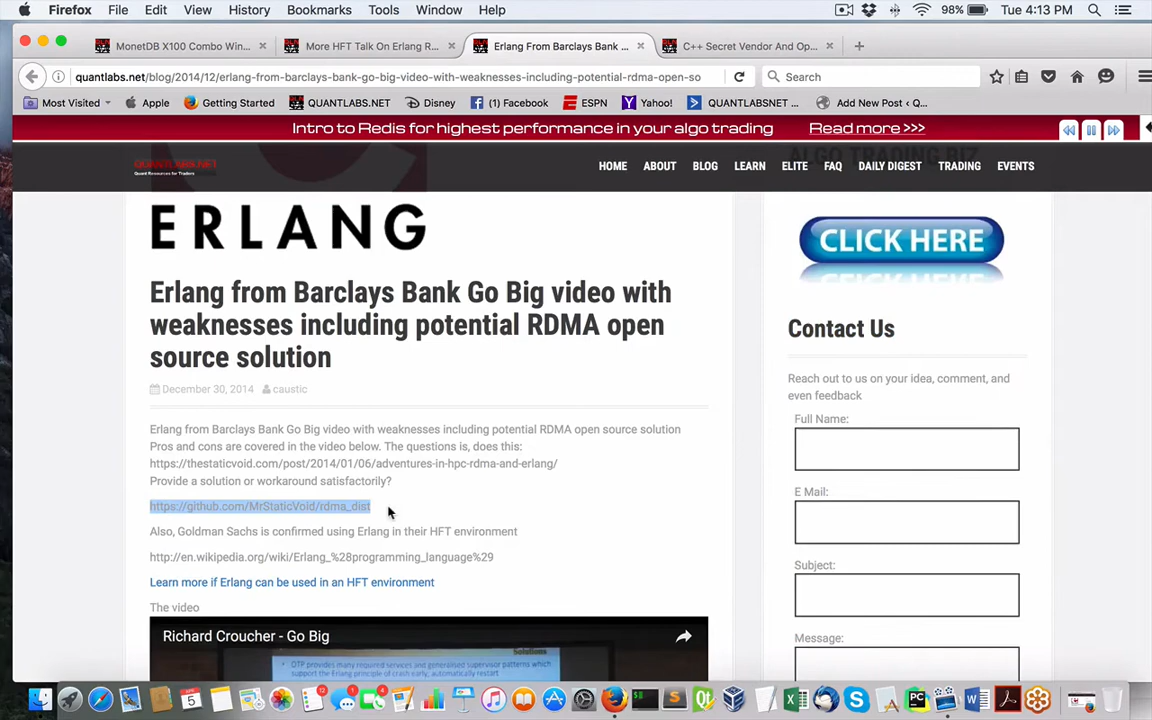 Firefox File Edit View History Bookmarks Tools Window Help 98% Tue 4:13 PM
MonetDB X100 Combo Win... × More HFT Talk On Erlang R... × Erlang From Barclays Bank ... × C++ Secret Vendor And Op... × +
quantlabs.net/blog/2014/12/erlang-from-barclays-bank-go-big-video-with-weaknesses-including-potential-rdma-open-so Search
Most Visited Apple Getting Started QUANTLABS.NET Disney (1) Facebook ESPN Yahoo! QUANTLABSNET ... Add New Post ‹ Q...
Intro to Redis for highest performance in your algo trading Read more >>>
QUANTLABS.NET
Quant Resources for Traders
HOME ABOUT BLOG LEARN ELITE FAQ DAILY DIGEST TRADING EVENTS
ALGO TRADING BIZ
ERLANG
CLICK HERE
Erlang from Barclays Bank Go Big video with
weaknesses including potential RDMA open
source solution
December 30, 2014 caustic
Erlang from Barclays Bank Go Big video with weaknesses including potential RDMA open source solution
Pros and cons are covered in the video below. The questions is, does this:
https://thestaticvoid.com/post/2014/01/06/adventures-in-hpc-rdma-and-erlang/
Provide a solution or workaround satisfactorily?
https://github.com/MrStaticVoid/rdma_dist
Also, Goldman Sachs is confirmed using Erlang in their HFT environment
http://en.wikipedia.org/wiki/Erlang_%28programming_language%29
Learn more if Erlang can be used in an HFT environment
The video
Richard Croucher - Go Big
Solutions
OTP provides many required services and generalised supervisor patterns which
support the Erlang principle of crash early, automatically restart
Contact Us
Reach out to us on your idea, comment, and
even feedback
Full Name:
E Mail:
Subject:
Message: